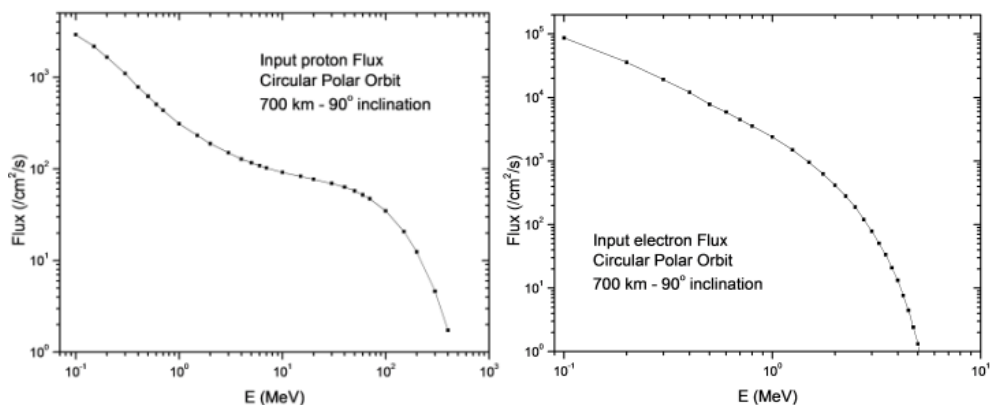 10³
10²
10¹
10⁰
Flux (/cm²/s)
Input proton Flux
Circular Polar Orbit
700 km - 90° inclination
10⁻¹ 10⁰ 10¹ 10² 10³
E (MeV)
10⁵
10⁴
10³
10²
10¹
10⁰
Flux (/cm²/s)
Input electron Flux
Circular Polar Orbit
700 km - 90° inclination
10⁻¹ 10⁰ 10¹
E (MeV)